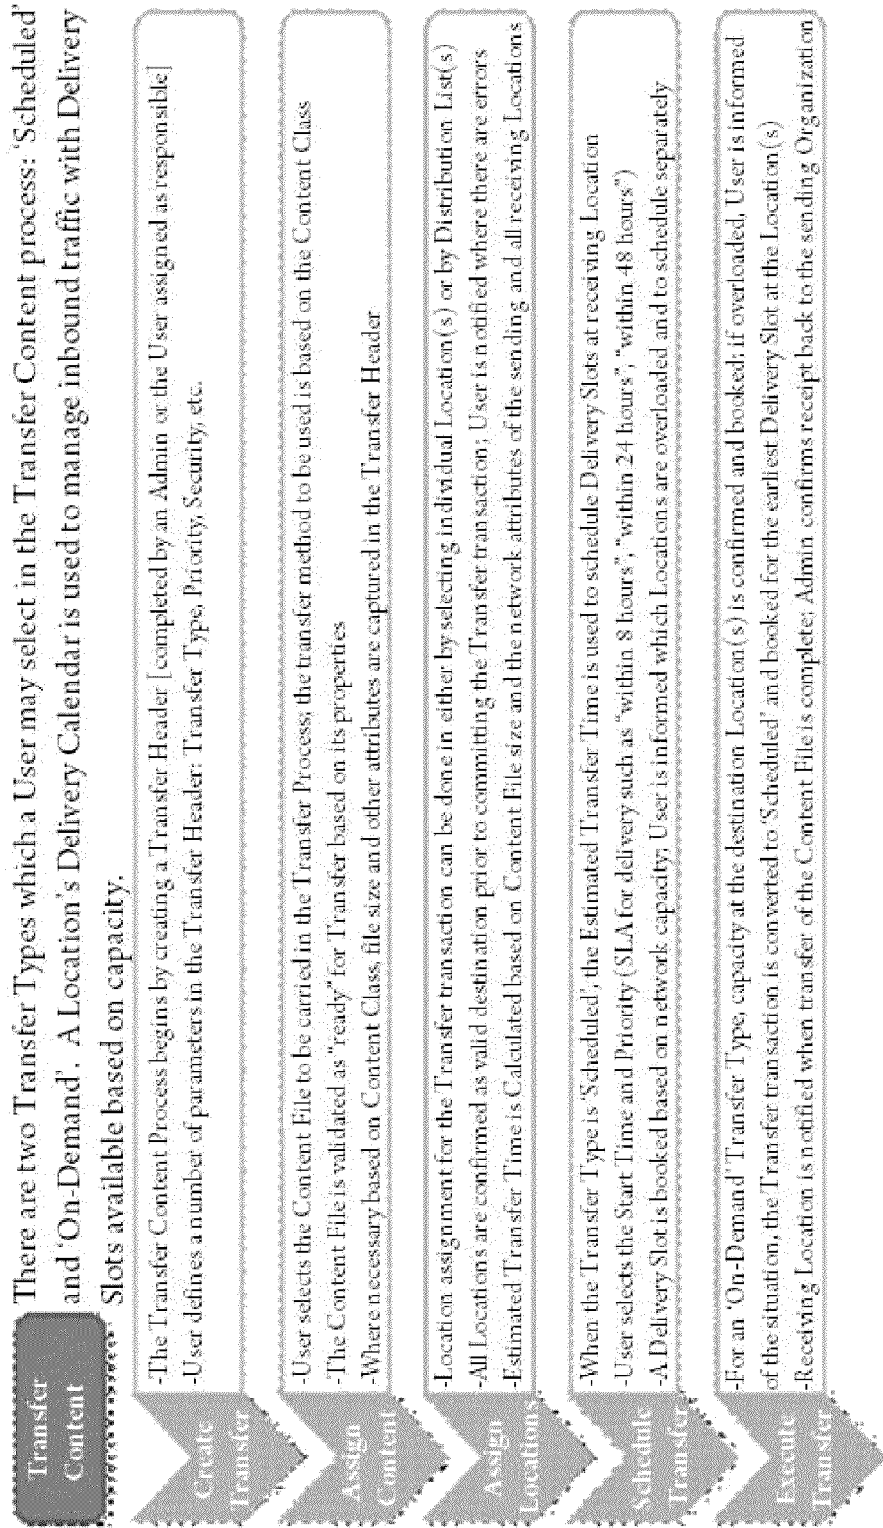 Transfer
Content
There are two Transfer Types which a User may select in the Transfer Content process: 'Scheduled'
and 'On-Demand'. A Location's Delivery Calendar is used to manage inbound traffic with Delivery
Slots available based on capacity.
Create
Transfer
-The Transfer Content Process begins by creating a Transfer Header [completed by an Admin or the User assigned as responsible]
-User defines a number of parameters in the Transfer Header: Transfer Type, Priority, Security, etc.
Assign
Content
-User selects the Content File to be carried in the Transfer Process; the transfer method to be used is based on the Content Class
-The Content File is validated as "ready" for Transfer based on its properties
-Where necessary based on Content Class, file size and other attributes are captured in the Transfer Header
Assign
Locations
-Location assignment for the Transfer transaction can be done in either by selecting individual Location(s) or by Distribution List(s)
-All Locations are confirmed as valid destination prior to committing the Transfer transaction; User is notified where there are errors
-Estimated Transfer Time is Calculated based on Content File size and the network attributes of the sending and all receiving Locations
Schedule
Transfer
-When the Transfer Type is 'Scheduled', the Estimated Transfer Time is used to schedule Delivery Slots at receiving Location
-User selects the Start Time and Priority (SLA for delivery such as "within 8 hours", "within 24 hours", "within 48 hours")
-A Delivery Slot is booked based on network capacity; User is informed which Locations are overloaded and to schedule separately
Execute
Transfer
-For an 'On-Demand' Transfer Type, capacity at the destination Location(s) is confirmed and booked; if overloaded, User is informed
of the situation, the Transfer transaction is converted to 'Scheduled' and booked for the earliest Delivery Slot at the Location(s)
-Receiving Location is notified when transfer of the Content File is complete; Admin confirms receipt back to the sending Organization